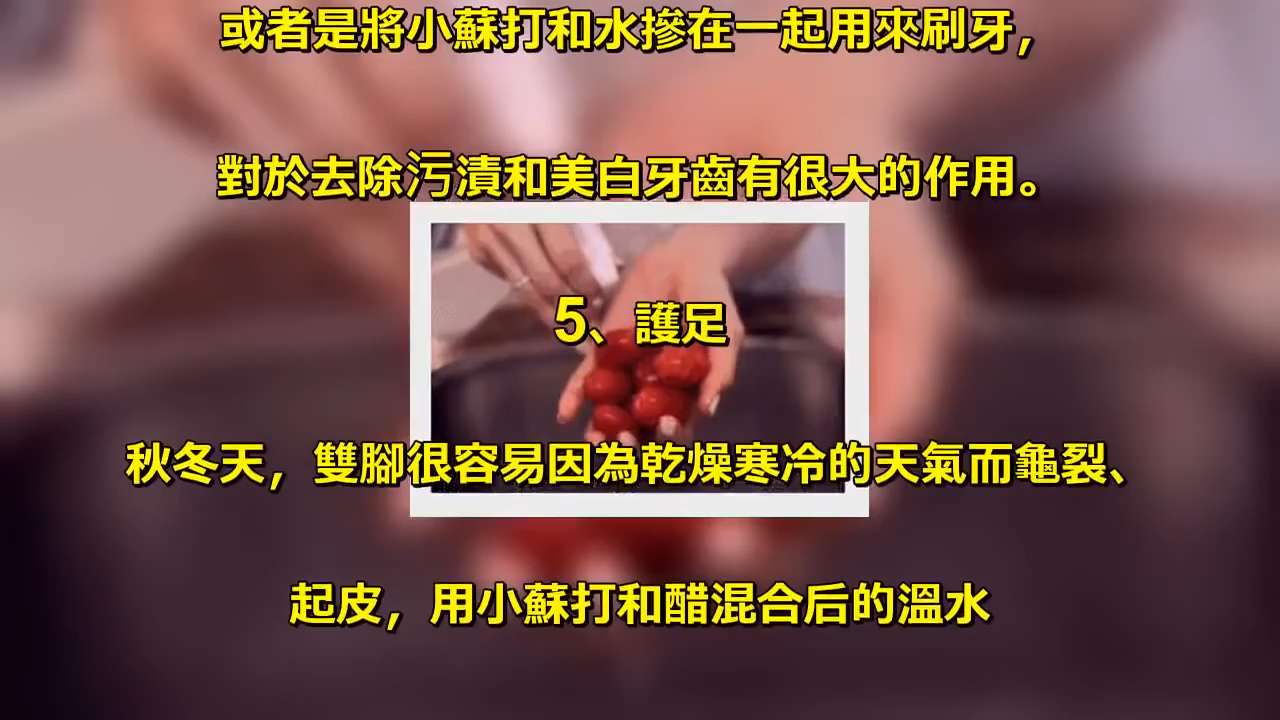 或者是將小蘇打和水摻在一起用來刷牙，
對於去除污漬和美白牙齒有很大的作用。
5、護足
秋冬天，雙腳很容易因為乾燥寒冷的天氣而龜裂、
起皮，用小蘇打和醋混合后的溫水